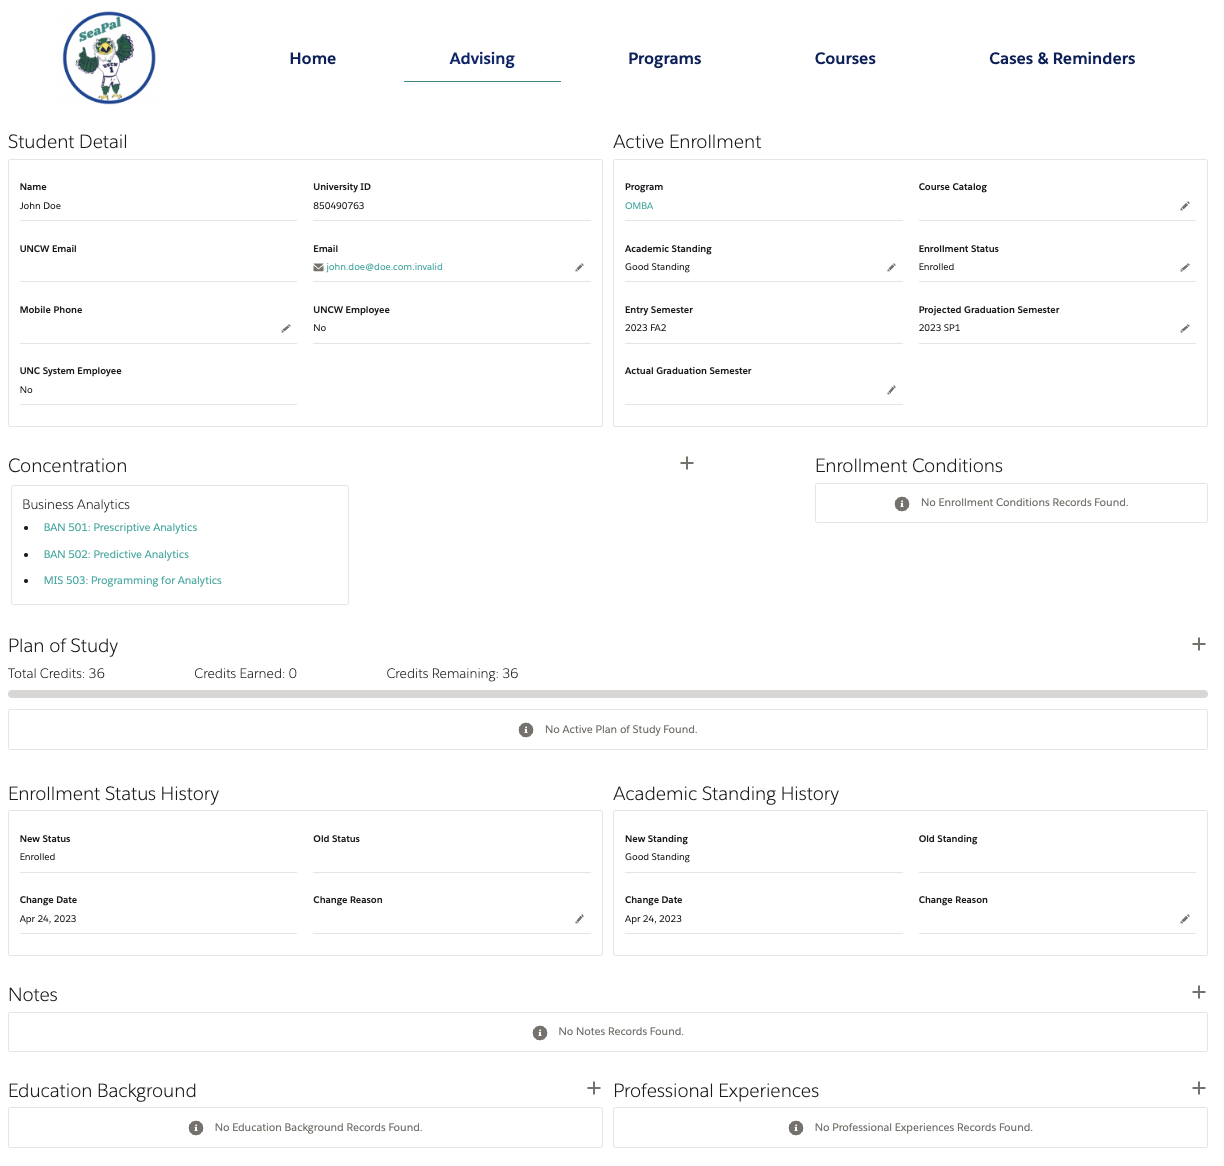 SeaPal
UNCW
1
Home
Advising
Programs
Courses
Cases & Reminders
Student Detail
Name
John Doe
University ID
850490763
UNCW Email
Email
john.doe@doe.com.invalid
Mobile Phone
UNCW Employee
No
UNC System Employee
No
Active Enrollment
Program
OMBA
Course Catalog
Academic Standing
Good Standing
Enrollment Status
Enrolled
Entry Semester
2023 FA2
Projected Graduation Semester
2023 SP1
Actual Graduation Semester
Concentration
Business Analytics
BAN 501: Prescriptive Analytics
BAN 502: Predictive Analytics
MIS 503: Programming for Analytics
Enrollment Conditions
No Enrollment Conditions Records Found.
Plan of Study
Total Credits: 36
Credits Earned: 0
Credits Remaining: 36
No Active Plan of Study Found.
Enrollment Status History
New Status
Enrolled
Old Status
Change Date
Apr 24, 2023
Change Reason
Academic Standing History
New Standing
Good Standing
Old Standing
Change Date
Apr 24, 2023
Change Reason
Notes
No Notes Records Found.
Education Background
No Education Background Records Found.
Professional Experiences
No Professional Experiences Records Found.